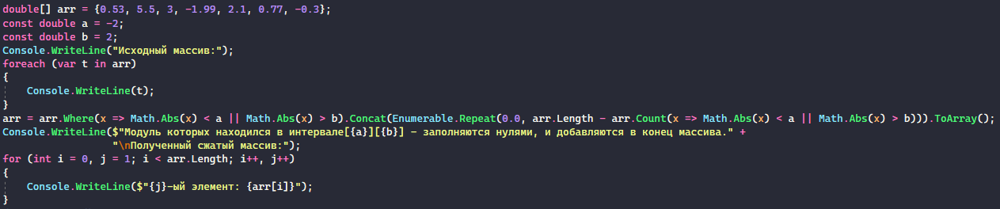 double[] arr = {0.53, 5.5, 3, -1.99, 2.1, 0.77, -0.3};
const double a = -2;
const double b = 2;
Console.WriteLine("Исходный массив:");
foreach (var t in arr)
{
    Console.WriteLine(t);
}
arr = arr.Where(x => Math.Abs(x) < a || Math.Abs(x) > b).Concat(Enumerable.Repeat(0.0, arr.Length - arr.Count(x => Math.Abs(x) < a || Math.Abs(x) > b))).ToArray();
Console.WriteLine($"Модуль которых находился в интервале[{a}][{b}] - заполняются нулями, и добавляются в конец массива." +
                  "\nПолученный сжатый массив:");
for (int i = 0, j = 1; i < arr.Length; i++, j++)
{
    Console.WriteLine($"{j}-ый элемент: {arr[i]}");
}